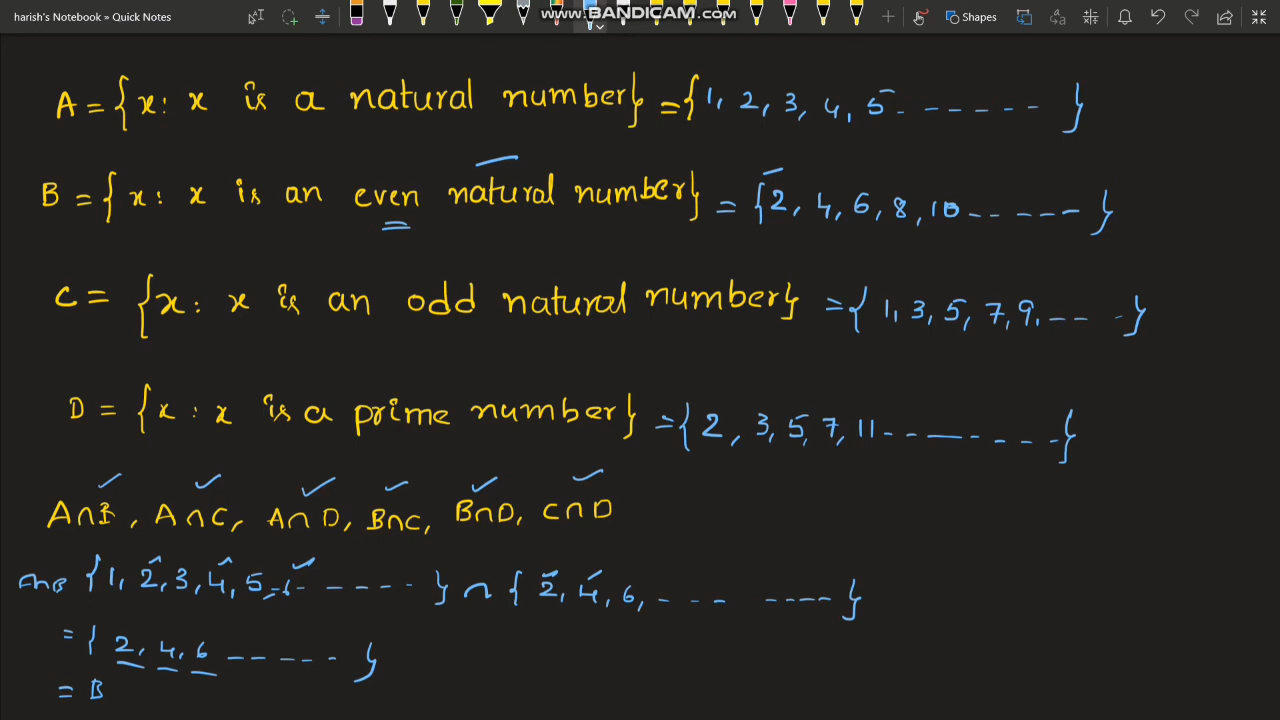 harish's Notebook » Quick Notes
www.BANDICAM.com
Shapes
A = {x : x is a natural number} = {1, 2, 3, 4, 5 - - - - - - }
B = {x : x is an even natural number} = {2, 4, 6, 8, 10 - - - - - }
C = {x : x is an odd natural number} = {1, 3, 5, 7, 9, - - - - }
D = {x : x is a prime number} = {2, 3, 5, 7, 11 - - - - - - - }
A∩B, A∩C, A∩D, B∩C, B∩D, C∩D
A∩B {1, 2, 3, 4, 5, 6 - - - - - } ∩ {2, 4, 6, - - - - - - - }
= {2, 4, 6 - - - - - - }
= B